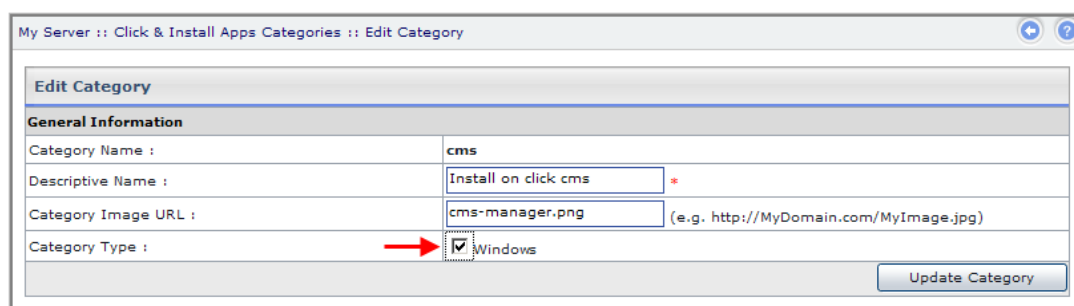 My Server :: Click & Install Apps Categories :: Edit Category
Edit Category
General Information
Category Name : cms
Descriptive Name : Install on click cms *
Category Image URL : cms-manager.png (e.g. http://MyDomain.com/MyImage.jpg)
Category Type : Windows
Update Category